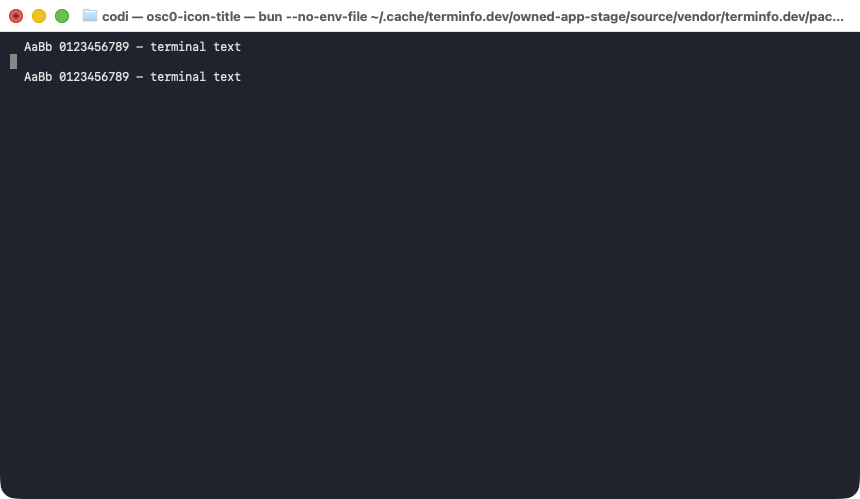 codi — osc0-icon-title — bun --no-env-file ~/.cache/terminfo.dev/owned-app-stage/source/vendor/terminfo.dev/pac...
AaBb 0123456789 — terminal text
AaBb 0123456789 — terminal text